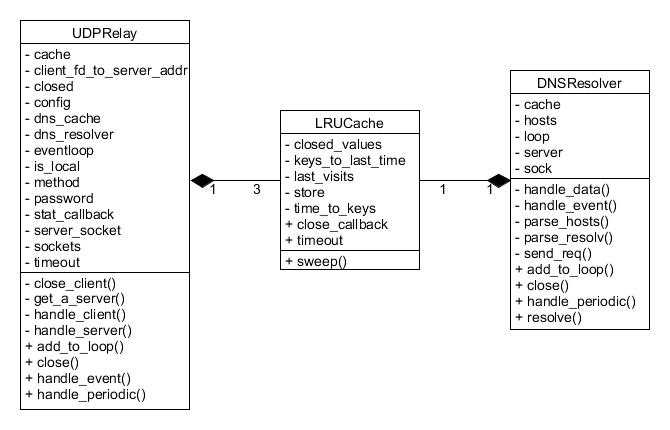 UDPRelay
- cache
- client_fd_to_server_addr
- closed
- config
- dns_cache
- dns_resolver
- eventloop
- is_local
- method
- password
- stat_callback
- server_socket
- sockets
- timeout
- close_client()
- get_a_server()
- handle_client()
- handle_server()
+ add_to_loop()
+ close()
+ handle_event()
+ handle_periodic()
1
3
LRUCache
- closed_values
- keys_to_last_time
- last_visits
- store
- time_to_keys
+ close_callback
+ timeout
+ sweep()
1
1
DNSResolver
- cache
- hosts
- loop
- server
- sock
- handle_data()
- handle_event()
- parse_hosts()
- parse_resolv()
- send_req()
+ add_to_loop()
+ close()
+ handle_periodic()
+ resolve()